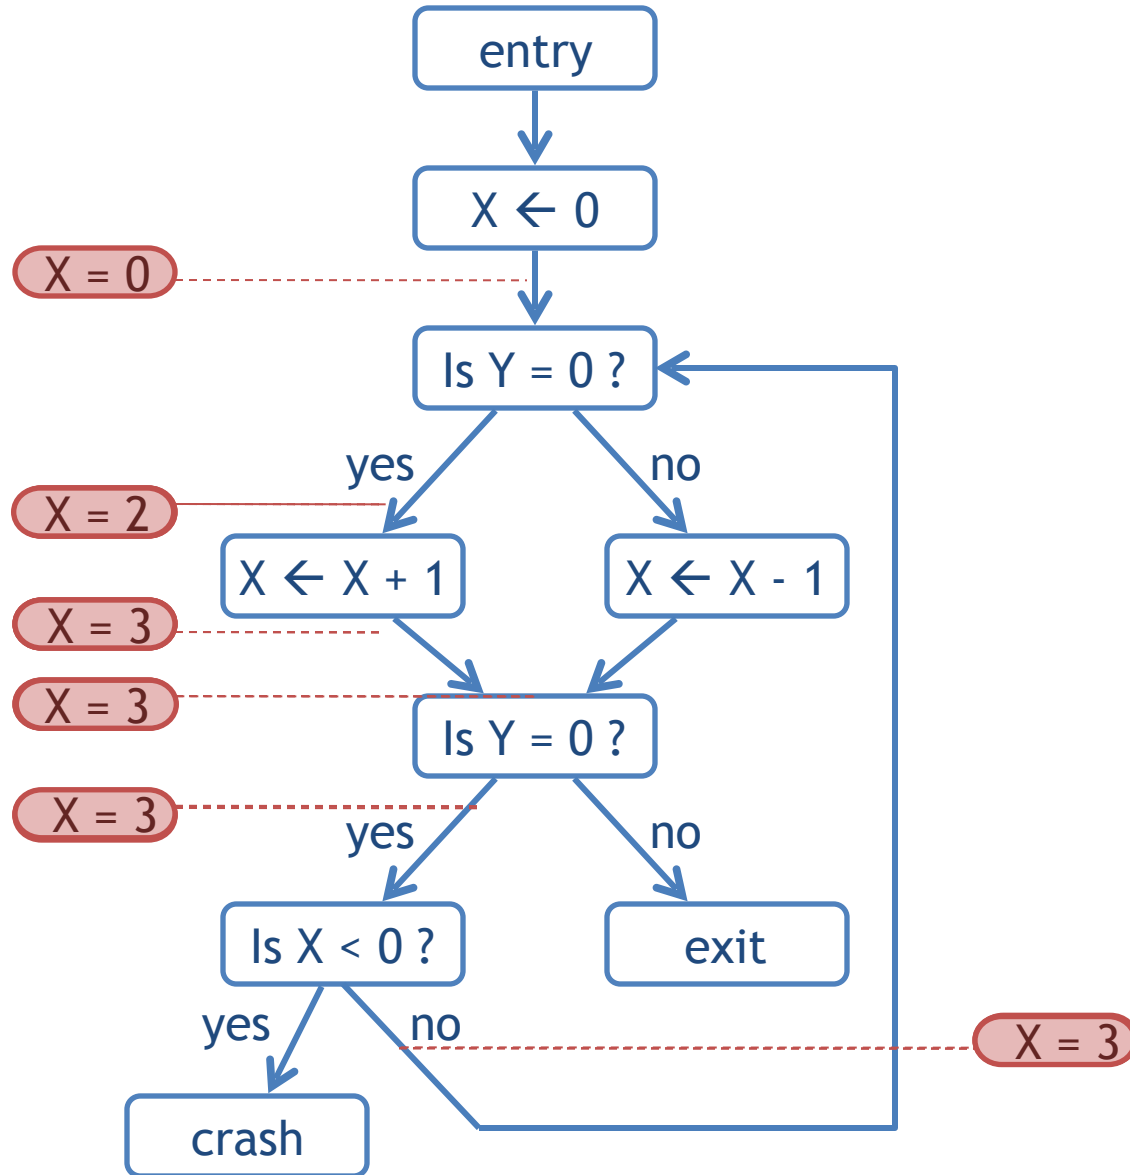 entry
X ← 0
X = 0
Is Y = 0 ?
yes
no
X = 2
X ← X + 1
X ← X - 1
X = 3
X = 3
Is Y = 0 ?
X = 3
yes
no
Is X < 0 ?
exit
yes
no
X = 3
crash